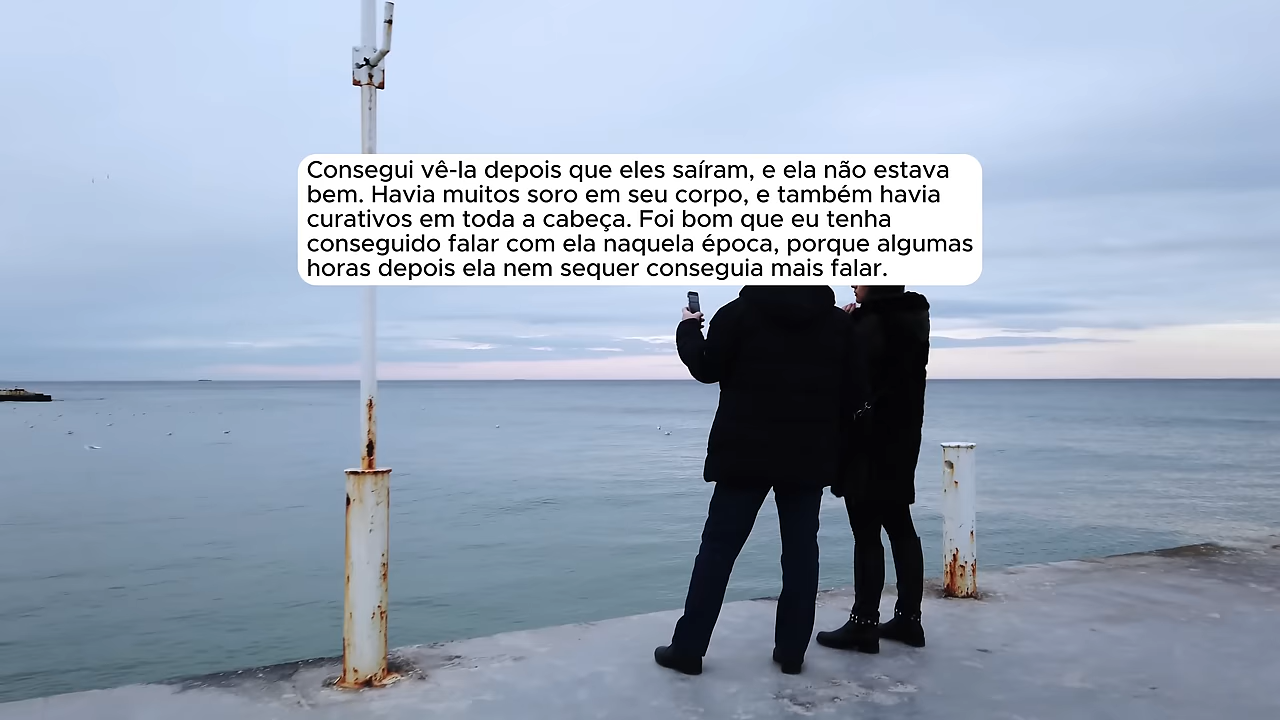 Consegui vê-la depois que eles saíram, e ela não estava
bem. Havia muitos soro em seu corpo, e também havia
curativos em toda a cabeça. Foi bom que eu tenha
conseguido falar com ela naquela época, porque algumas
horas depois ela nem sequer conseguia mais falar.